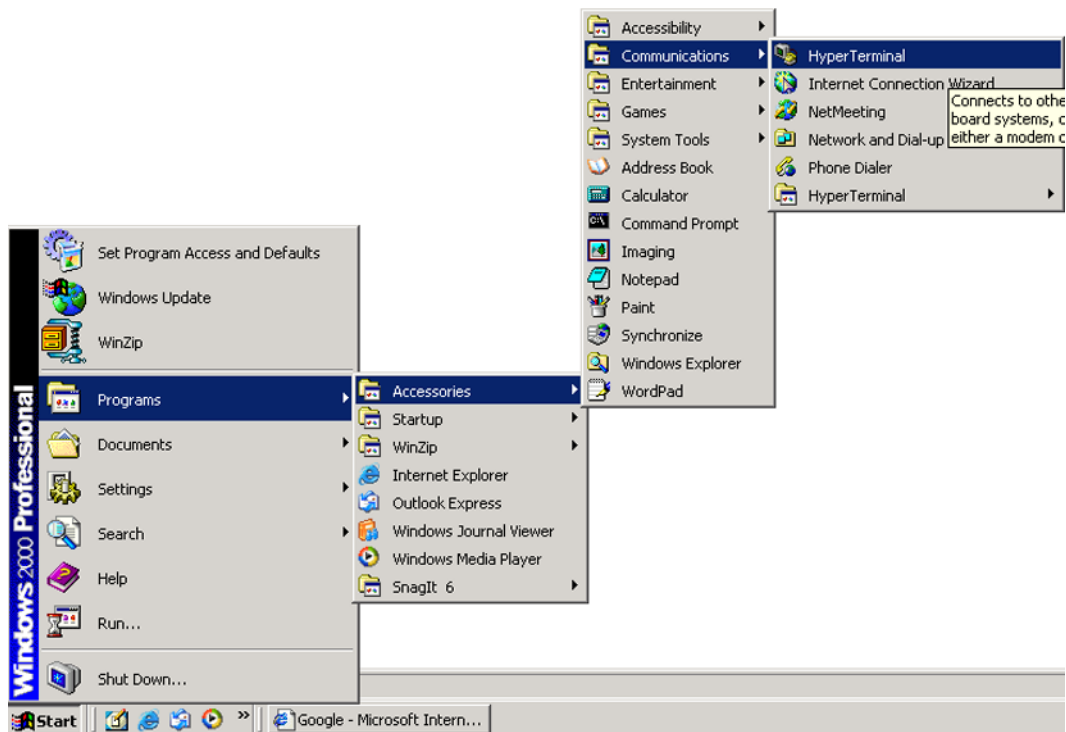 Accessibility
Communications
Entertainment
Games
System Tools
Address Book
Calculator
Command Prompt
Imaging
Notepad
Paint
Synchronize
Windows Explorer
WordPad
HyperTerminal
Internet Connection Wizard
NetMeeting
Network and Dial-up
Phone Dialer
HyperTerminal
Connects to othe
board systems, o
either a modem o
Set Program Access and Defaults
Windows Update
WinZip
Programs
Documents
Settings
Search
Help
Run...
Shut Down...
Windows 2000 Professional
Accessories
Startup
WinZip
Internet Explorer
Outlook Express
Windows Journal Viewer
Windows Media Player
SnagIt 6
Start
»
Google - Microsoft Intern...